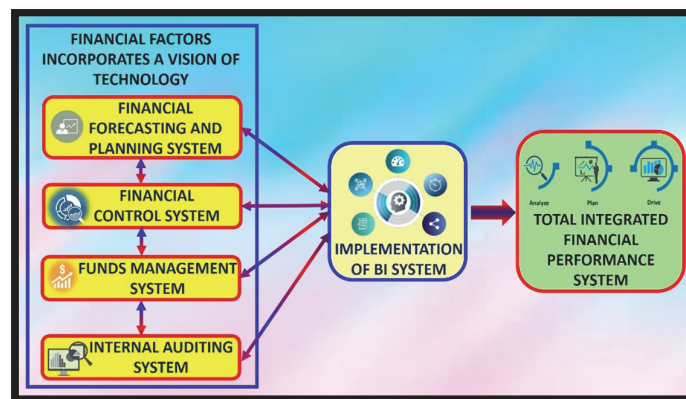 FINANCIAL FACTORS
INCORPORATES A VISION OF
TECHNOLOGY
FINANCIAL
FORECASTING AND
PLANNING SYSTEM
FINANCIAL
CONTROL SYSTEM
FUNDS MANAGEMENT
SYSTEM
INTERNAL AUDITING
SYSTEM
IMPLEMENTATION
OF BI SYSTEM
Analyze
Plan
Drive
TOTAL INTEGRATED
FINANCIAL
PERFORMANCE
SYSTEM